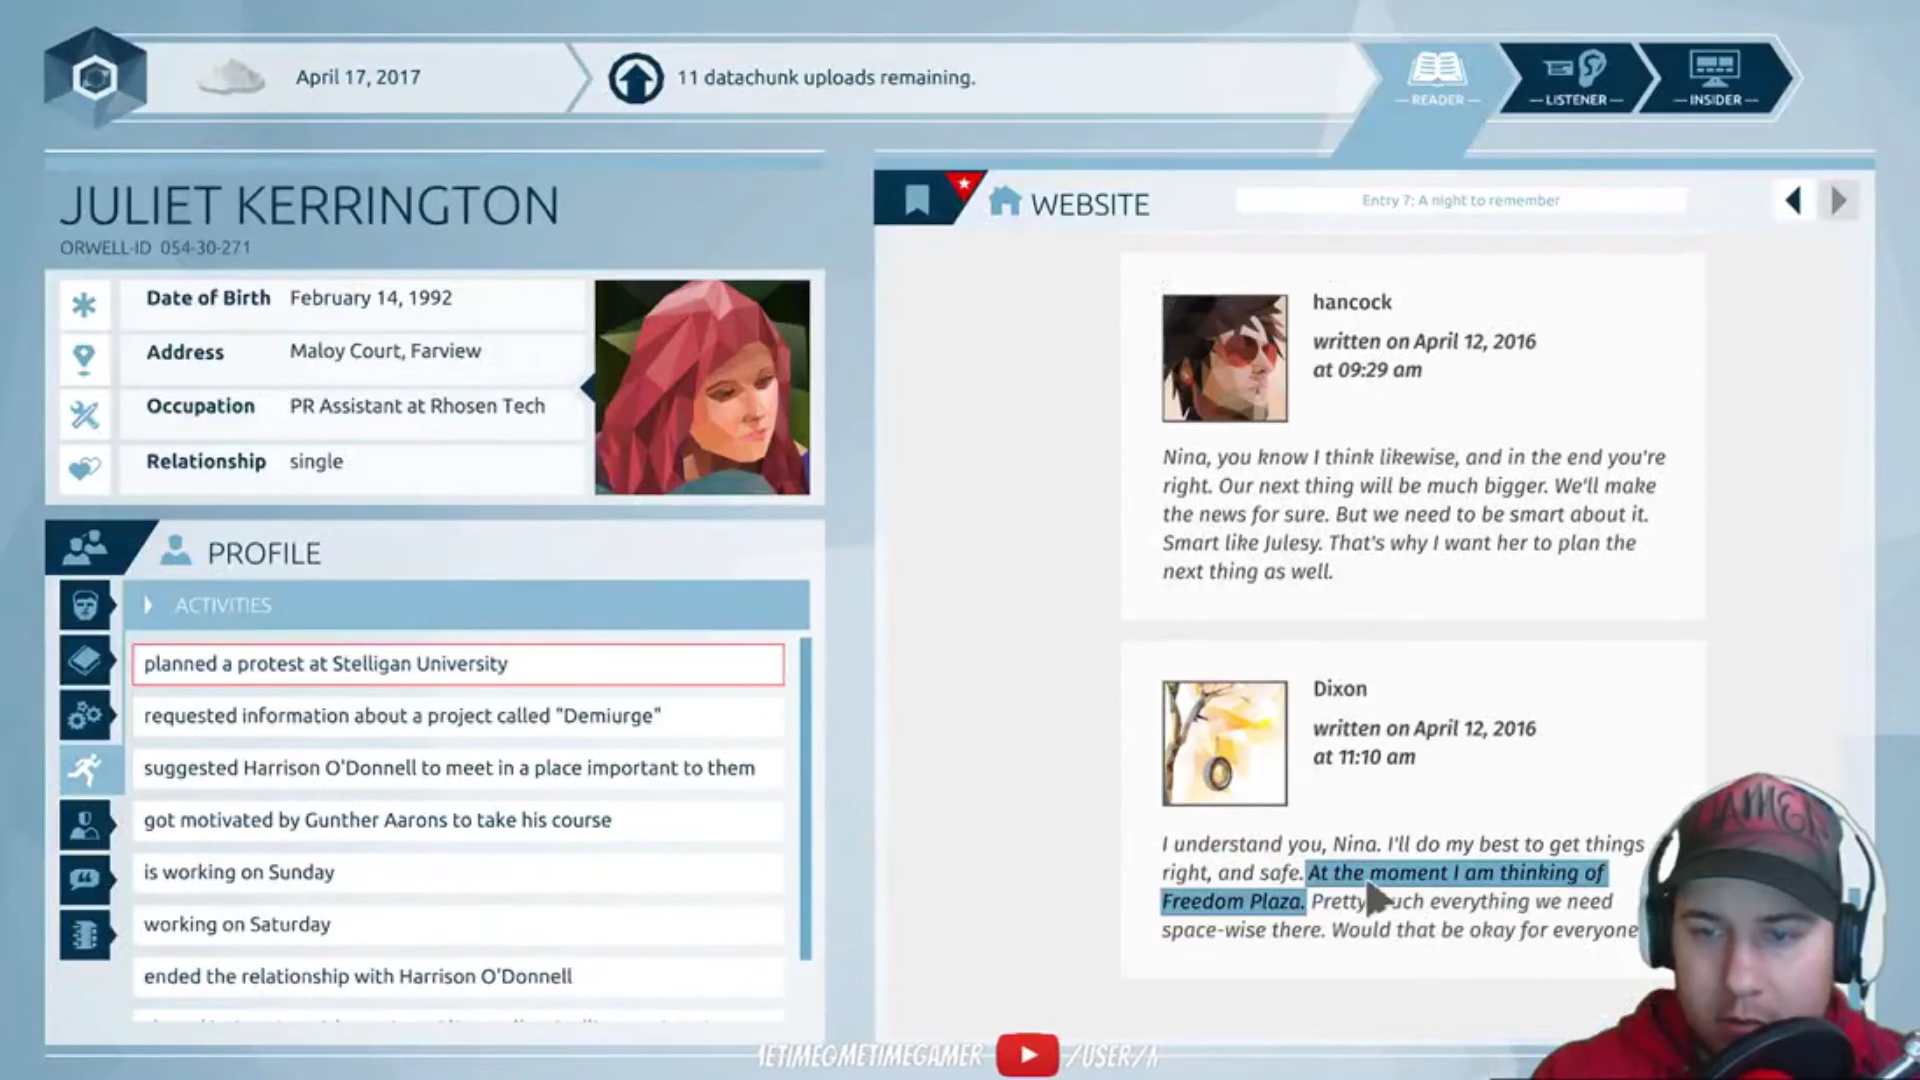 April 17, 2017
11 datachunk uploads remaining.
READER
LISTENER
INSIDER
JULIET KERRINGTON
ORWELL-ID 054-30-271
Date of Birth February 14, 1992
Address Maloy Court, Farview
Occupation PR Assistant at Rhosen Tech
Relationship single
PROFILE
ACTIVITIES
planned a protest at Stelligan University
requested information about a project called "Demiurge"
suggested Harrison O'Donnell to meet in a place important to them
got motivated by Gunther Aarons to take his course
is working on Sunday
working on Saturday
ended the relationship with Harrison O'Donnell
WEBSITE
Entry 7: A night to remember
hancock
written on April 12, 2016
at 09:29 am
Nina, you know I think likewise, and in the end you're
right. Our next thing will be much bigger. We'll make
the news for sure. But we need to be smart about it.
Smart like Julesy. That's why I want her to plan the
next thing as well.
Dixon
written on April 12, 2016
at 11:10 am
I understand you, Nina. I'll do my best to get things
right, and safe. At the moment I am thinking of
Freedom Plaza. Pretty much everything we need
space-wise there. Would that be okay for everyone
METIMEGAMER /USER/